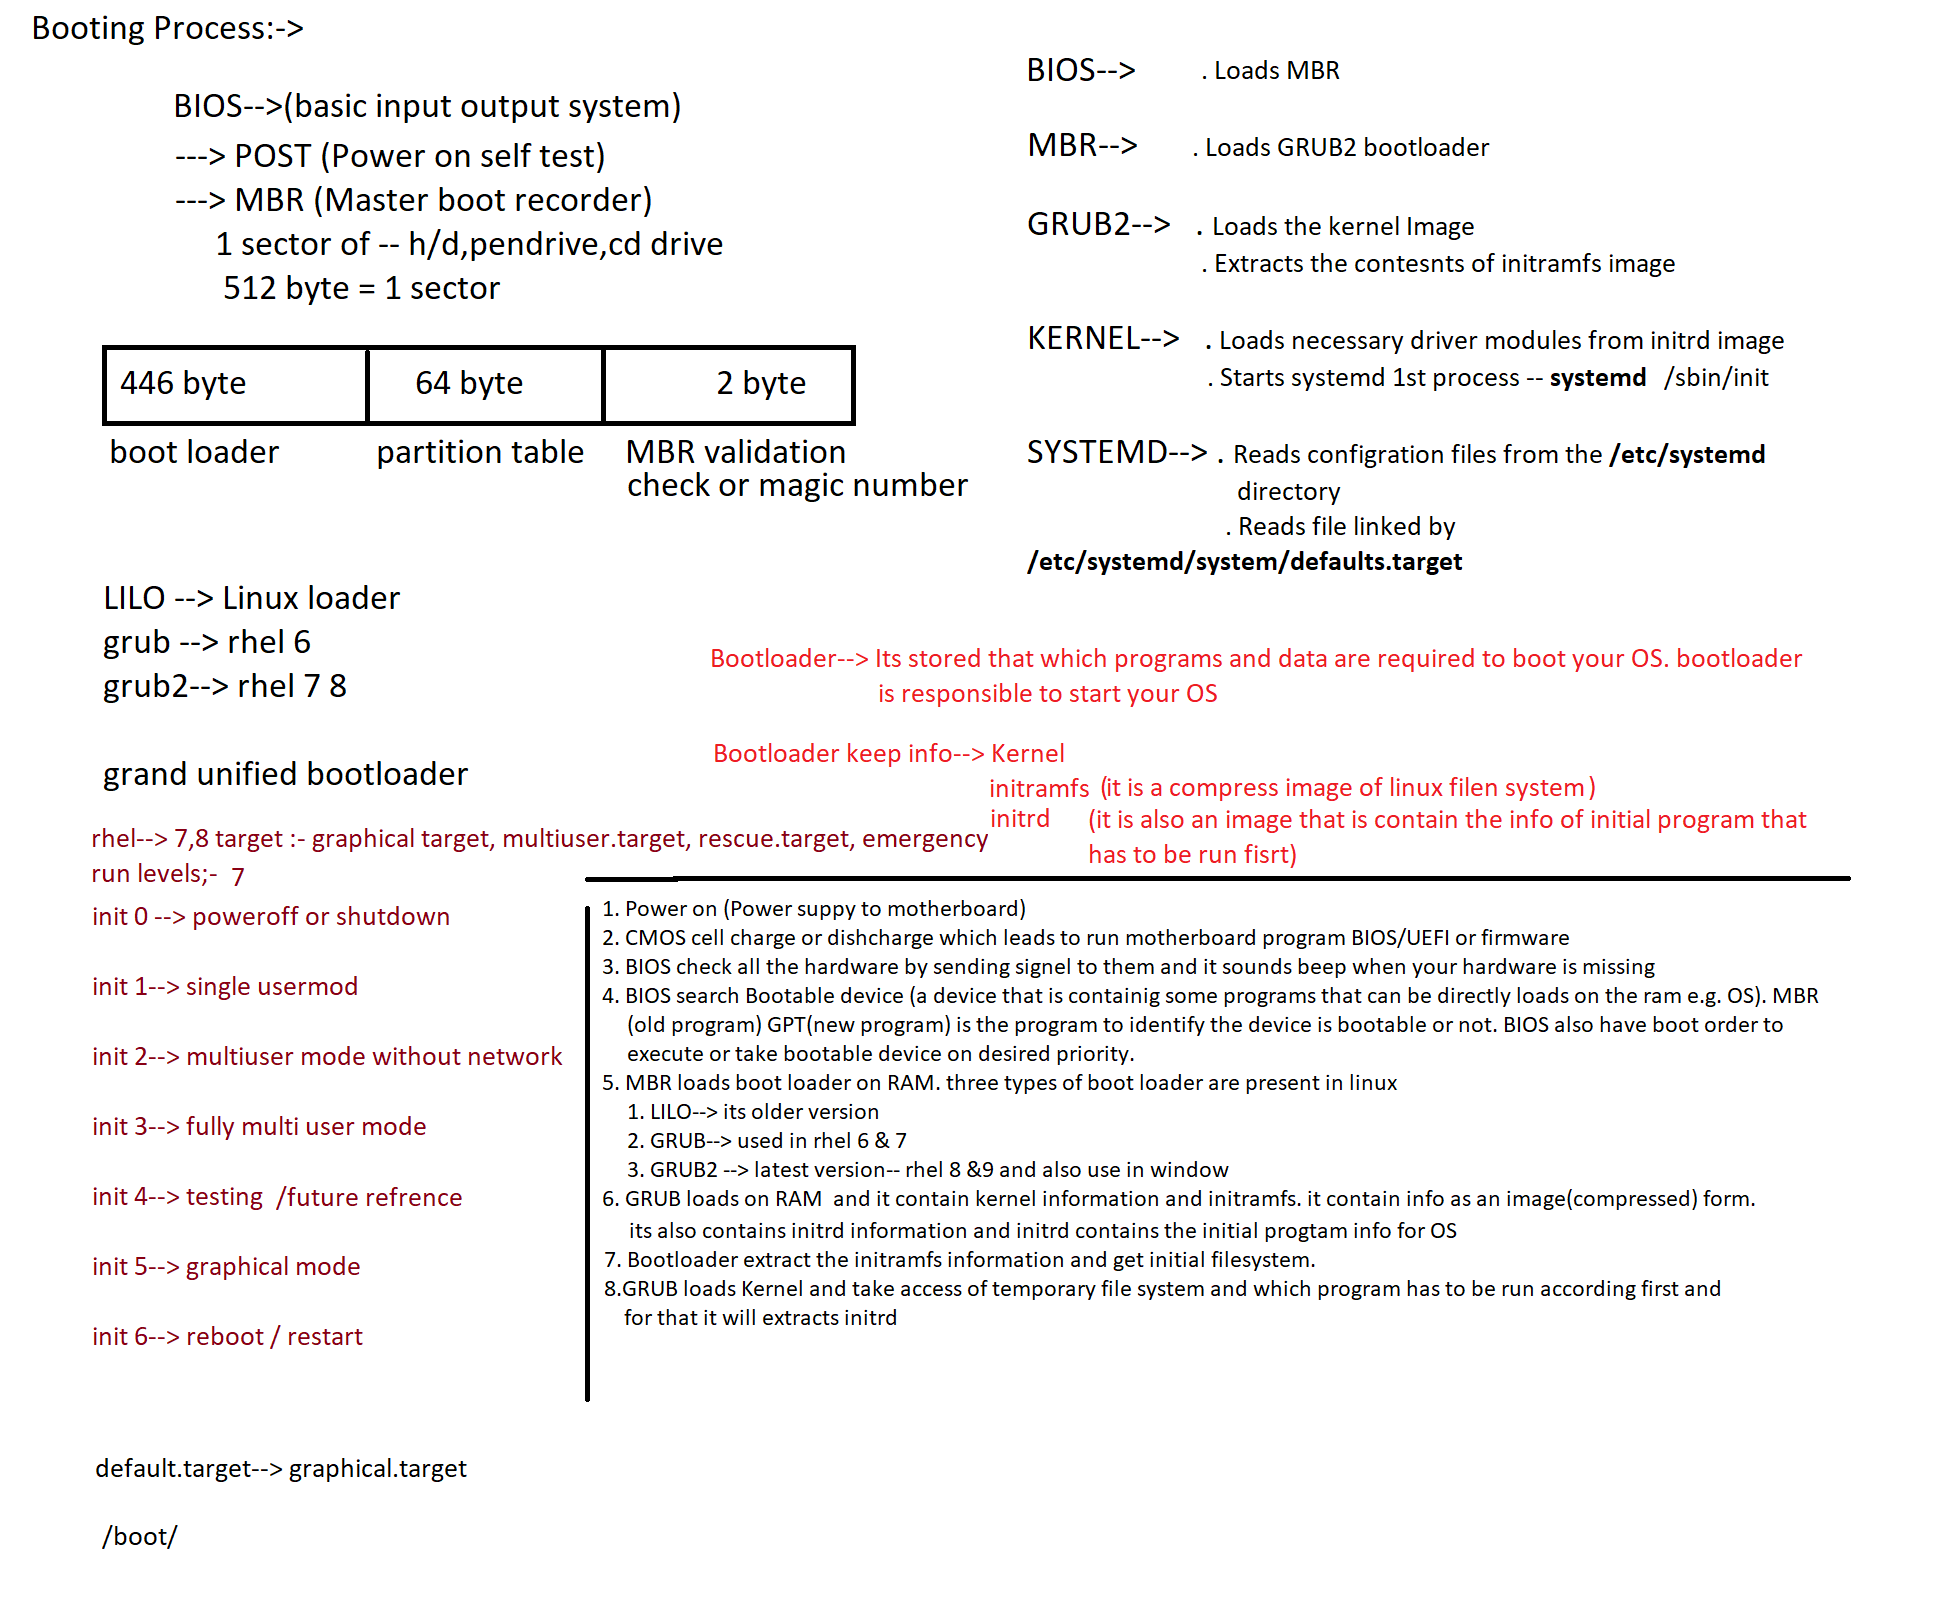 Booting Process:->
BIOS-->(basic input output system)
---> POST (Power on self test)
---> MBR (Master boot recorder)
1 sector of -- h/d,pendrive,cd drive
512 byte = 1 sector
446 byte 64 byte 2 byte
boot loader partition table MBR validation
check or magic number
LILO --> Linux loader
grub --> rhel 6
grub2--> rhel 7 8
grand unified bootloader
BIOS--> . Loads MBR
MBR--> . Loads GRUB2 bootloader
GRUB2--> . Loads the kernel Image
. Extracts the contesnts of initramfs image
KERNEL--> . Loads necessary driver modules from initrd image
. Starts systemd 1st process -- systemd /sbin/init
SYSTEMD--> . Reads configration files from the /etc/systemd
directory
. Reads file linked by
/etc/systemd/system/defaults.target
Bootloader--> Its stored that which programs and data are required to boot your OS. bootloader
is responsible to start your OS
Bootloader keep info--> Kernel
initramfs (it is a compress image of linux filen system)
initrd (it is also an image that is contain the info of initial program that
has to be run fisrt)
rhel--> 7,8 target :- graphical target, multiuser.target, rescue.target, emergency
run levels;- 7
init 0 --> poweroff or shutdown
init 1--> single usermod
init 2--> multiuser mode without network
init 3--> fully multi user mode
init 4--> testing /future refrence
init 5--> graphical mode
init 6--> reboot / restart
1. Power on (Power suppy to motherboard)
2. CMOS cell charge or dishcharge which leads to run motherboard program BIOS/UEFI or firmware
3. BIOS check all the hardware by sending signel to them and it sounds beep when your hardware is missing
4. BIOS search Bootable device (a device that is containig some programs that can be directly loads on the ram e.g. OS). MBR
(old program) GPT(new program) is the program to identify the device is bootable or not. BIOS also have boot order to
execute or take bootable device on desired priority.
5. MBR loads boot loader on RAM. three types of boot loader are present in linux
1. LILO--> its older version
2. GRUB--> used in rhel 6 & 7
3. GRUB2 --> latest version-- rhel 8 &9 and also use in window
6. GRUB loads on RAM and it contain kernel information and initramfs. it contain info as an image(compressed) form.
its also contains initrd information and initrd contains the initial progtam info for OS
7. Bootloader extract the initramfs information and get initial filesystem.
8.GRUB loads Kernel and take access of temporary file system and which program has to be run according first and
for that it will extracts initrd
default.target--> graphical.target
/boot/